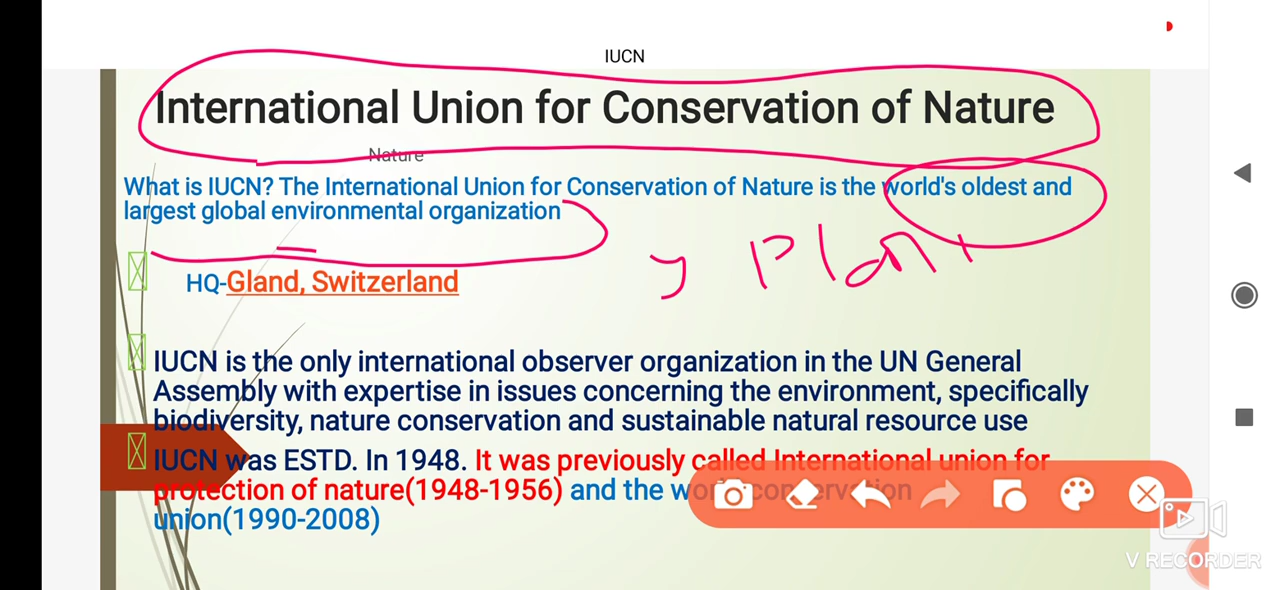 IUCN
International Union for Conservation of Nature
Nature
What is IUCN? The International Union for Conservation of Nature is the world's oldest and
largest global environmental organization
y Plan
HQ-Gland, Switzerland
IUCN is the only international observer organization in the UN General
Assembly with expertise in issues concerning the environment, specifically
biodiversity, nature conservation and sustainable natural resource use
IUCN was ESTD. In 1948. It was previously called International union for
protection of nature(1948-1956) and the world conservation
union(1990-2008)
V RECORDER